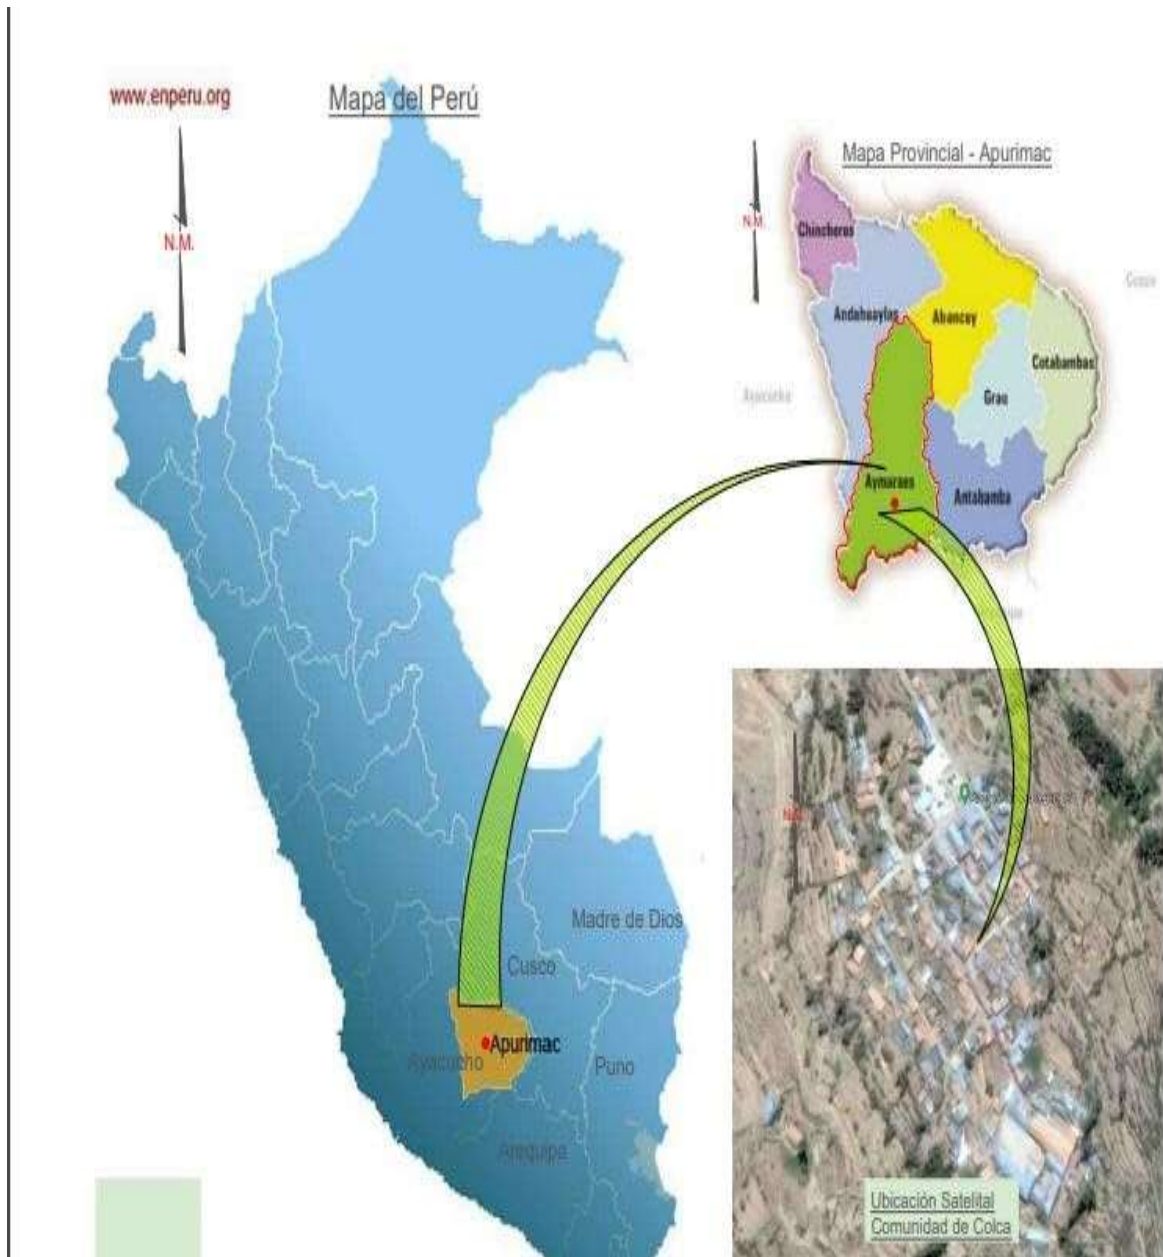 www.enperu.org
Mapa del Perú
N.M.
Mapa Provincial - Apurimac
N.M.
Chincheros
Andahuaylas
Abancay
Cotabambas
Grau
Ayacucho
Aymaraes
Antabamba
Madre de Dios
Cusco
Apurimac
Ayacucho
Puno
Arequipa
Ubicación Satelital
Comunidad de Colca